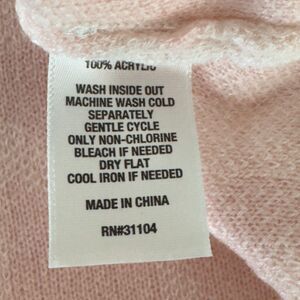 100% ACRYLIC
WASH INSIDE OUT
MACHINE WASH COLD
SEPARATELY
GENTLE CYCLE
ONLY NON-CHLORINE
BLEACH IF NEEDED
DRY FLAT
COOL IRON IF NEEDED
MADE IN CHINA
RN#31104